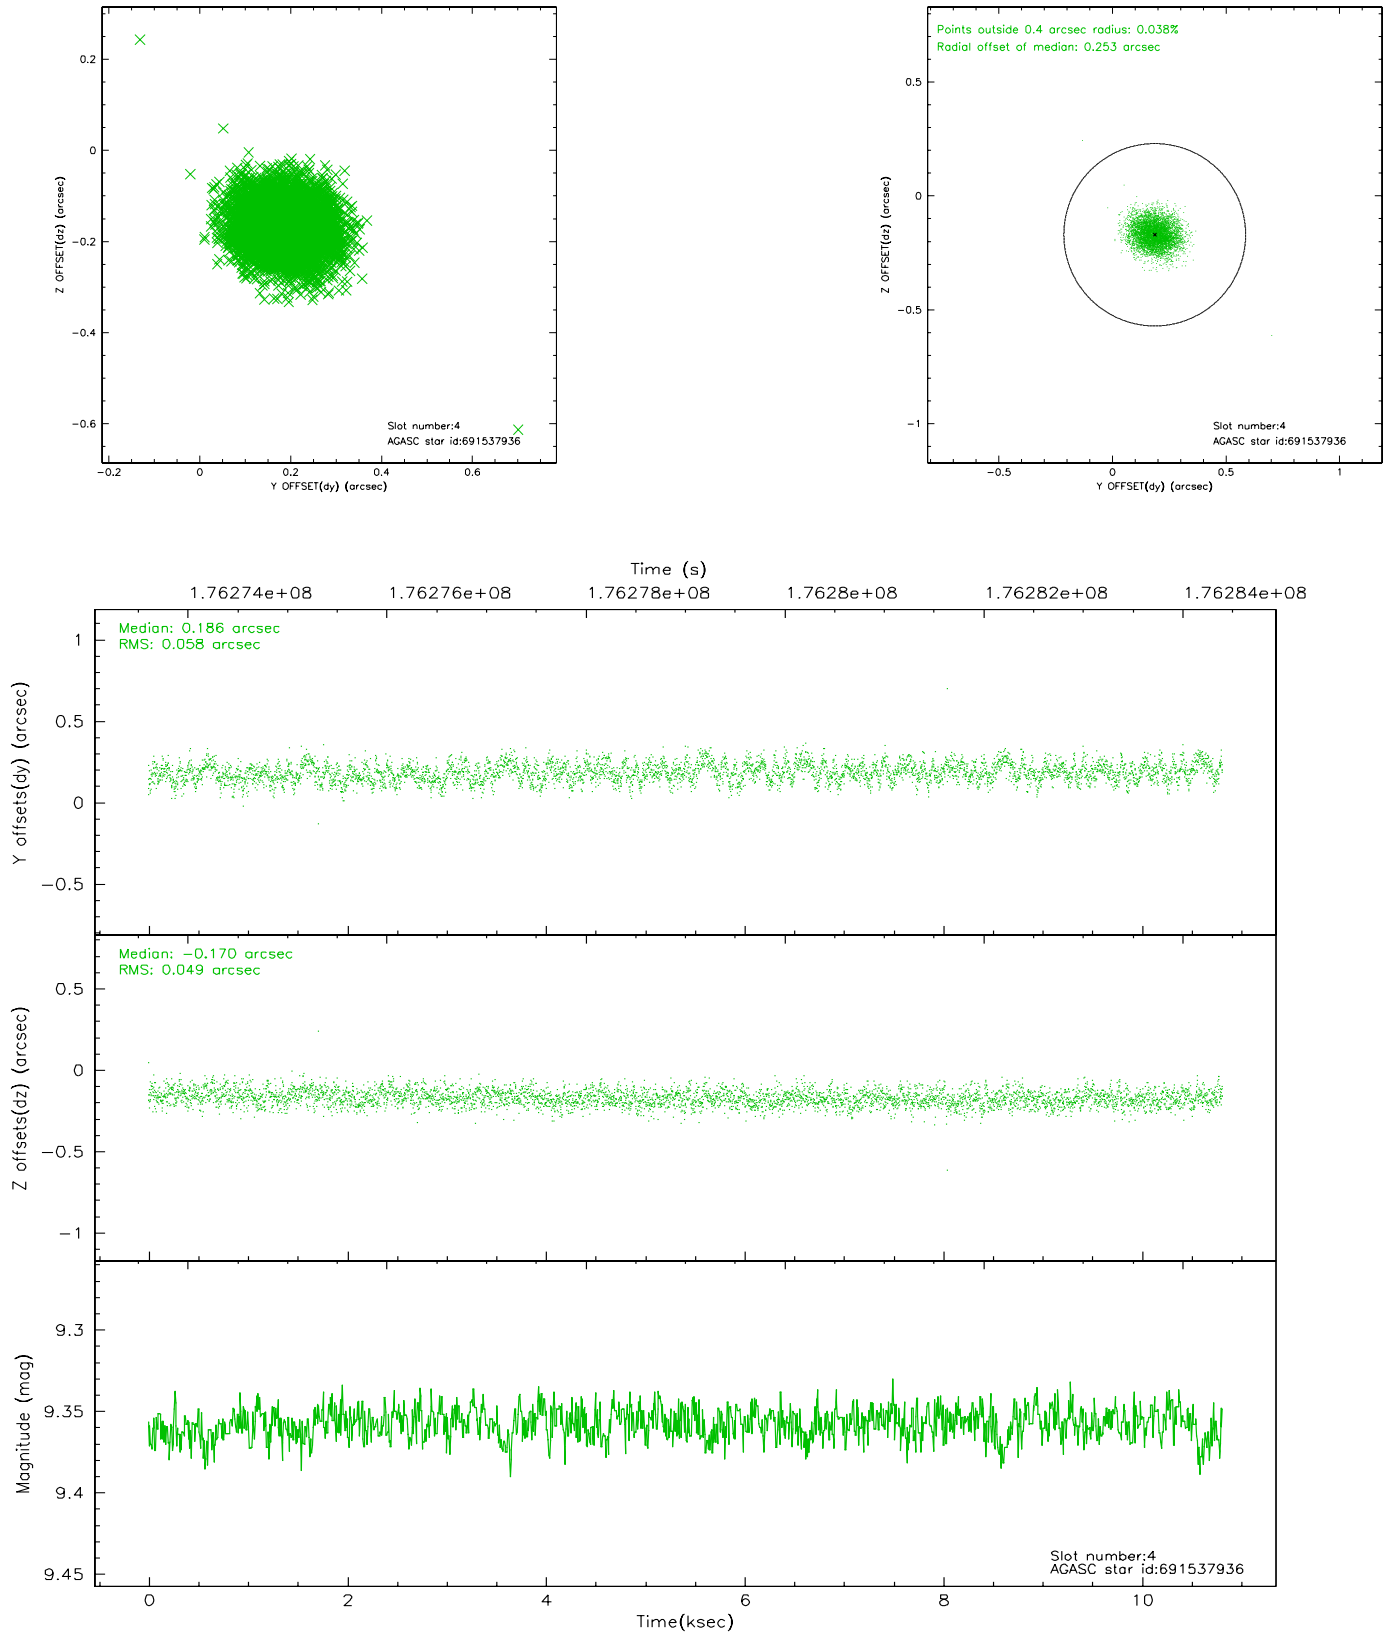 0.2
0
−0.2
−0.4
−0.6
Z OFFSET(dz) (arcsec)
Slot number:4
AGASC star id:691537936
−0.2 0 0.2 0.4 0.6
Y OFFSET(dy) (arcsec)
Points outside 0.4 arcsec radius: 0.038%
Radial offset of median: 0.253 arcsec
0.5
0
−0.5
−1
Z OFFSET(dz) (arcsec)
Slot number:4
AGASC star id:691537936
−0.5 0 0.5 1
Y OFFSET(dy) (arcsec)
Time (s)
1.76274e+08 1.76276e+08 1.76278e+08 1.7628e+08 1.76282e+08 1.76284e+08
Median: 0.186 arcsec
RMS: 0.058 arcsec
1
0.5
0
−0.5
Y offsets(dy) (arcsec)
Median: −0.170 arcsec
RMS: 0.049 arcsec
0.5
0
−0.5
−1
Z offsets(dz) (arcsec)
9.3
9.35
9.4
9.45
Magnitude (mag)
Slot number:4
AGASC star id:691537936
0 2 4 6 8 10
Time(ksec)